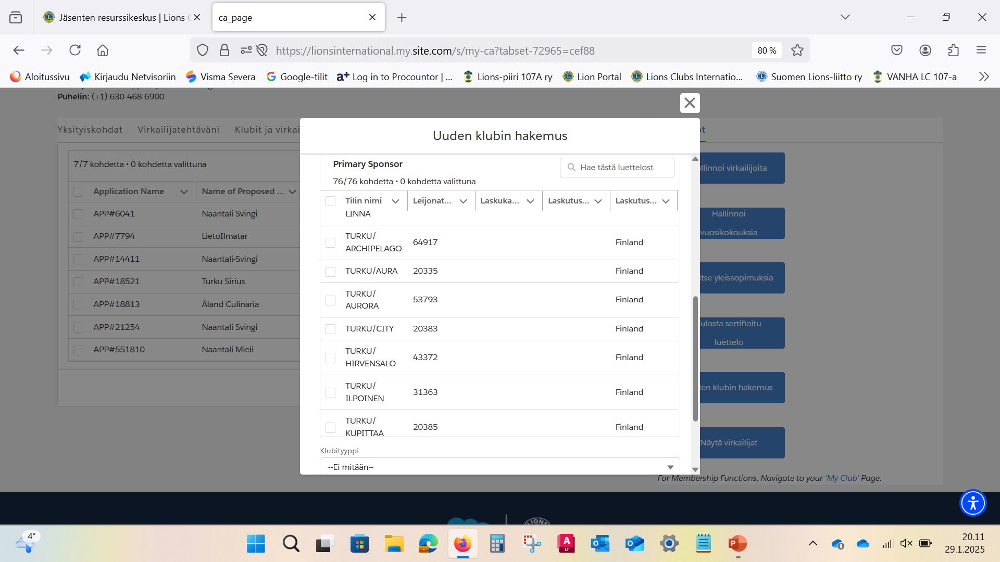 Jäsenten resurssikeskus | Lions
ca_page
https://lionsinternational.my.site.com/s/my-ca?tabset-72965=cef88
80 %
Aloitussivu
Kirjaudu Netvisoriin
Visma Severa
Google-tilit
a+ Log in to Procountor | ...
Lions-piiri 107A ry
Lion Portal
Lions Clubs Internatio...
Suomen Lions-liitto ry
VANHA LC 107-a
Puhelin: (+1) 630-468-6900
Yksityiskohdat
Virkailijatehtäväni
Klubit ja virkai
ot
7/7 kohdetta • 0 kohdetta valittuna
Application Name
Name of Proposed ...
APP#6041
Naantali Svingi
APP#7794
LietoIlmatar
APP#14411
Naantali-Svingi
APP#18521
Turku Sirius
APP#18813
Åland Culinaria
APP#21254
Naantali Svingi
APP#551810
Naantali Mieli
Uuden klubin hakemus
Primary Sponsor
Hae tästä luettelosta
76/76 kohdetta • 0 kohdetta valittuna
Tilin nimi
Leijonat...
Laskuka...
Laskutus...
Laskutus...
LINNA
TURKU/
ARCHIPELAGO
64917
Finland
TURKU/AURA
20335
Finland
TURKU/
AURORA
53793
Finland
TURKU/CITY
20383
Finland
TURKU/
HIRVENSALO
43372
Finland
TURKU/
ILPOINEN
31363
Finland
TURKU/
KUPITTAA
20385
Finland
Klubityyppi
--Ei mitään--
llinnoi virkailijoita
Hallinnoi
vuosikokouksia
itse yleissopimuksia
ulosta sertifioitu
luettelo
en klubin hakemus
Näytä virkailijat
For Membership Functions, Navigate to your 'My Club' Page.
LIONS
4°
A
LT
O
P
20.11
29.1.2025